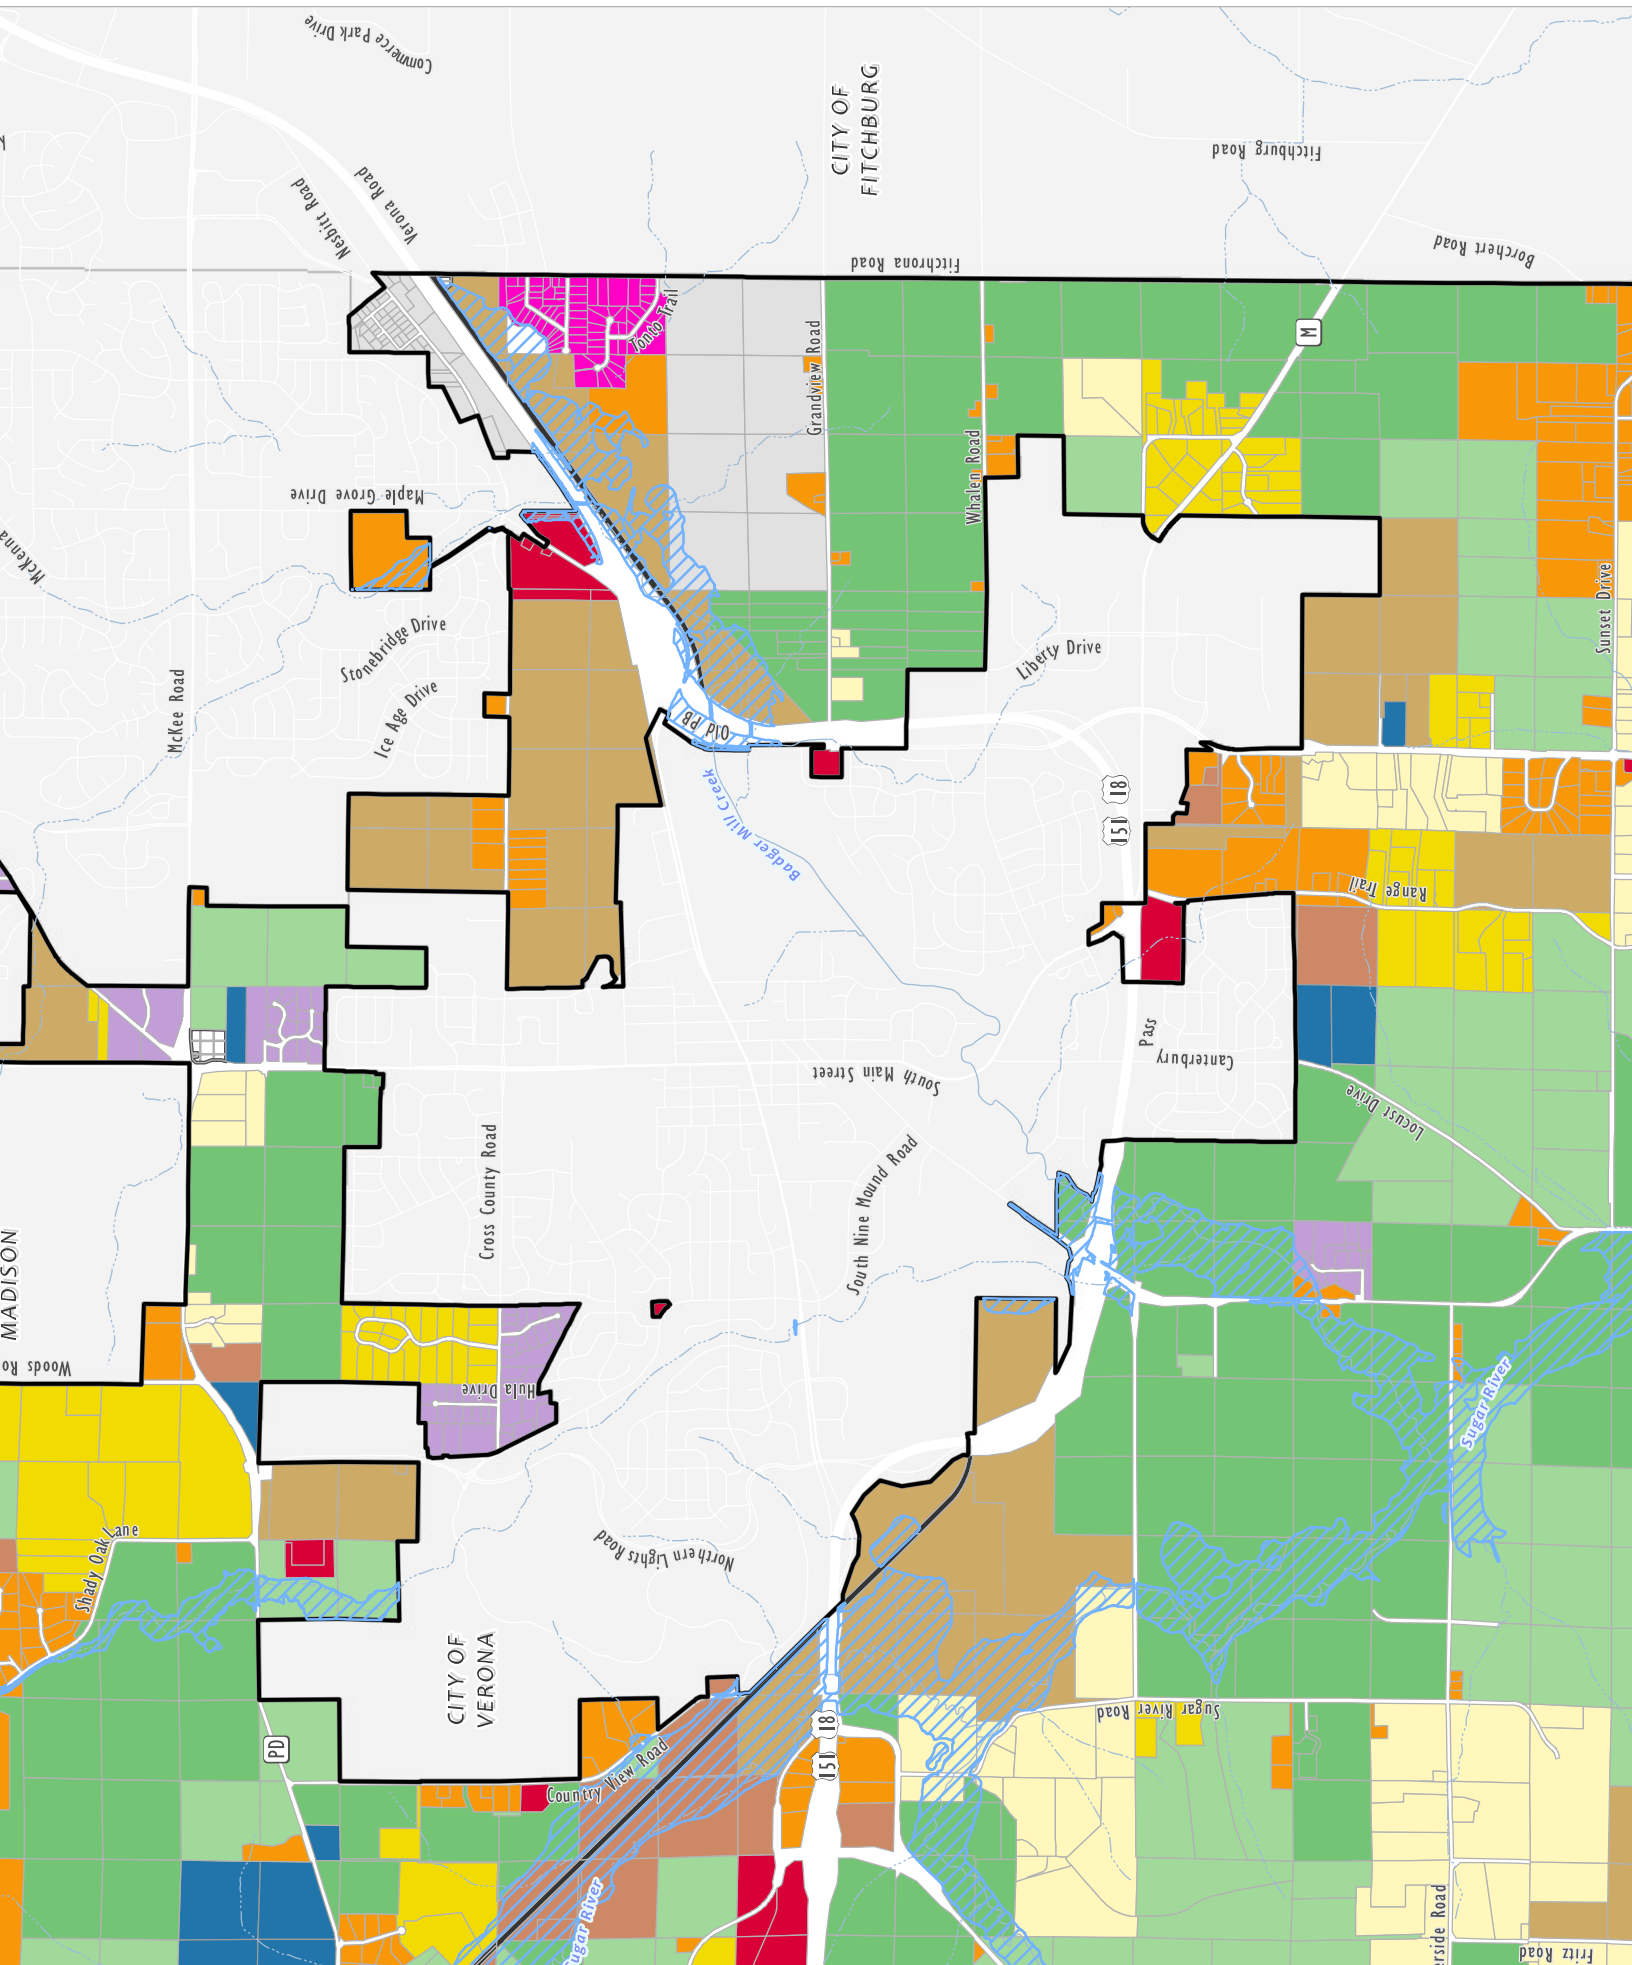 Commerce Park Drive
CITY OF
FITCHBURG
Fitchburg Road
Verona Road
Nesbitt Road
Borchert Road
Fitchrona Road
Tonto Trail
M
Grandview Road
Whalen Road
Maple Grove Drive
McKenna
Sunset Drive
Stonebridge Drive
Liberty Drive
McKee Road
Ice Age Drive
Old PB
Badger Mill Creek
18
151
Range Trail
Pass
Canterbury
South Main Street
Locust Drive
Cross County Road
South Nine Mound Road
MADISON
Woods Ro
Hula Drive
Sugar River
Shady Oak Lane
Northern Lights Road
CITY OF
VERONA
Sugar River Road
PD
18
151
Country View Road
Sugar River
erside Road
Fritz Road